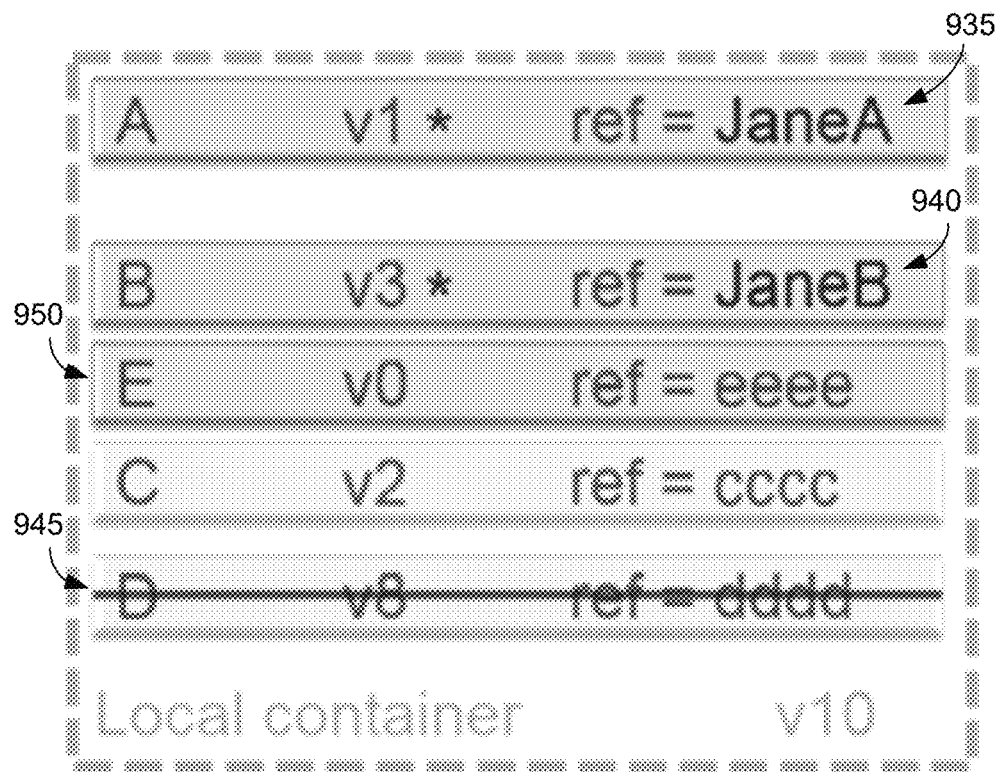 935
A v1 * ref = JaneA
940
B v3 * ref = JaneB
950
E v0 ref = eeee
C v2 ref = cccc
945
D v8 ref = dddd
Local container v10